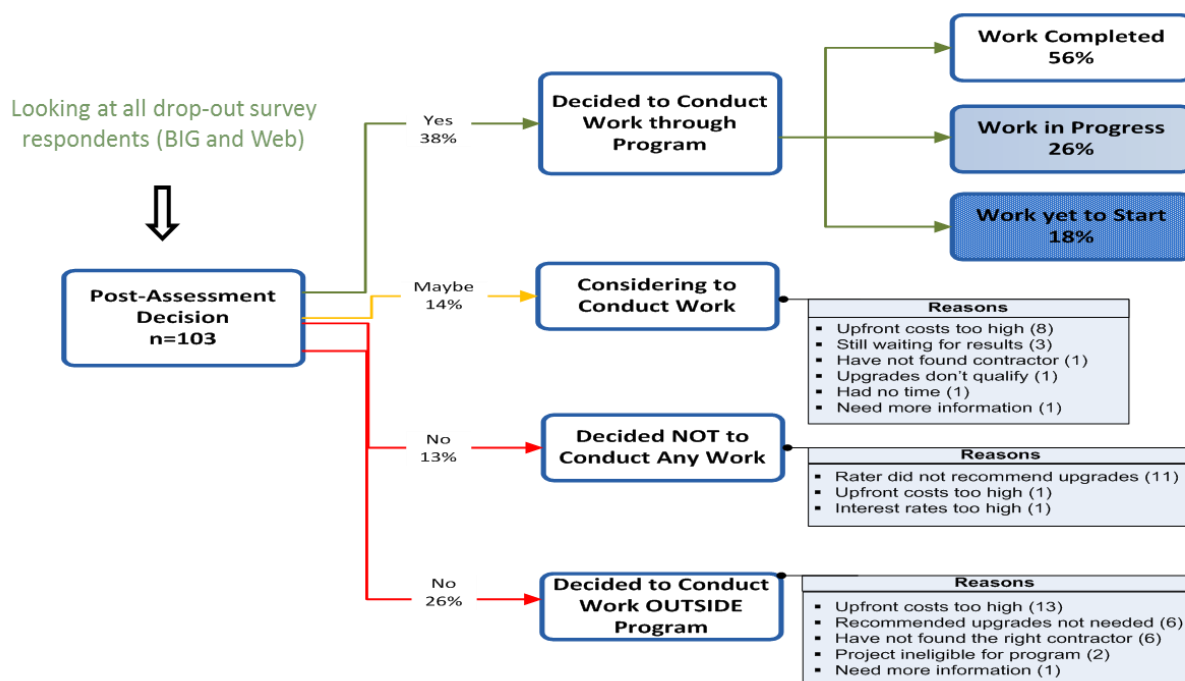 Looking at all drop-out survey
respondents (BIG and Web)
Post-Assessment
Decision
n=103
Yes
38%
Decided to Conduct
Work through
Program
Work Completed
56%
Work in Progress
26%
Work yet to Start
18%
Maybe
14%
Considering to
Conduct Work
Reasons
▪ Upfront costs too high (8)
▪ Still waiting for results (3)
▪ Have not found contractor (1)
▪ Upgrades don't qualify (1)
▪ Had no time (1)
▪ Need more information (1)
No
13%
Decided NOT to
Conduct Any Work
Reasons
▪ Rater did not recommend upgrades (11)
▪ Upfront costs too high (1)
▪ Interest rates too high (1)
No
26%
Decided to Conduct
Work OUTSIDE
Program
Reasons
▪ Upfront costs too high (13)
▪ Recommended upgrades not needed (6)
▪ Have not found the right contractor (6)
▪ Project ineligible for program (2)
▪ Need more information (1)